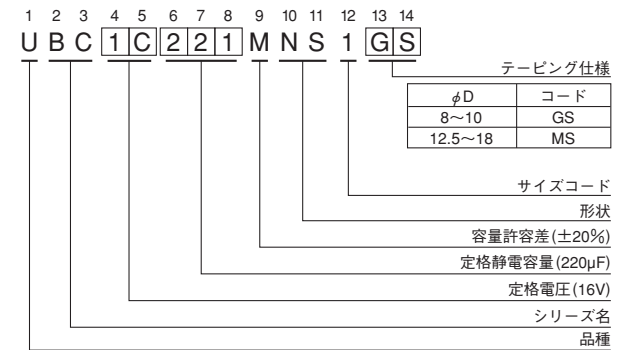 1 2 3 4 5 6 7 8 9 10 11 12 13 14
U B C 1 C 2 2 1 M N S 1 G S
テーピング仕様
φD コード
8～10 GS
12.5～18 MS
サイズコード
形状
容量許容差(±20%)
定格静電容量(220µF)
定格電圧(16V)
シリーズ名
品種